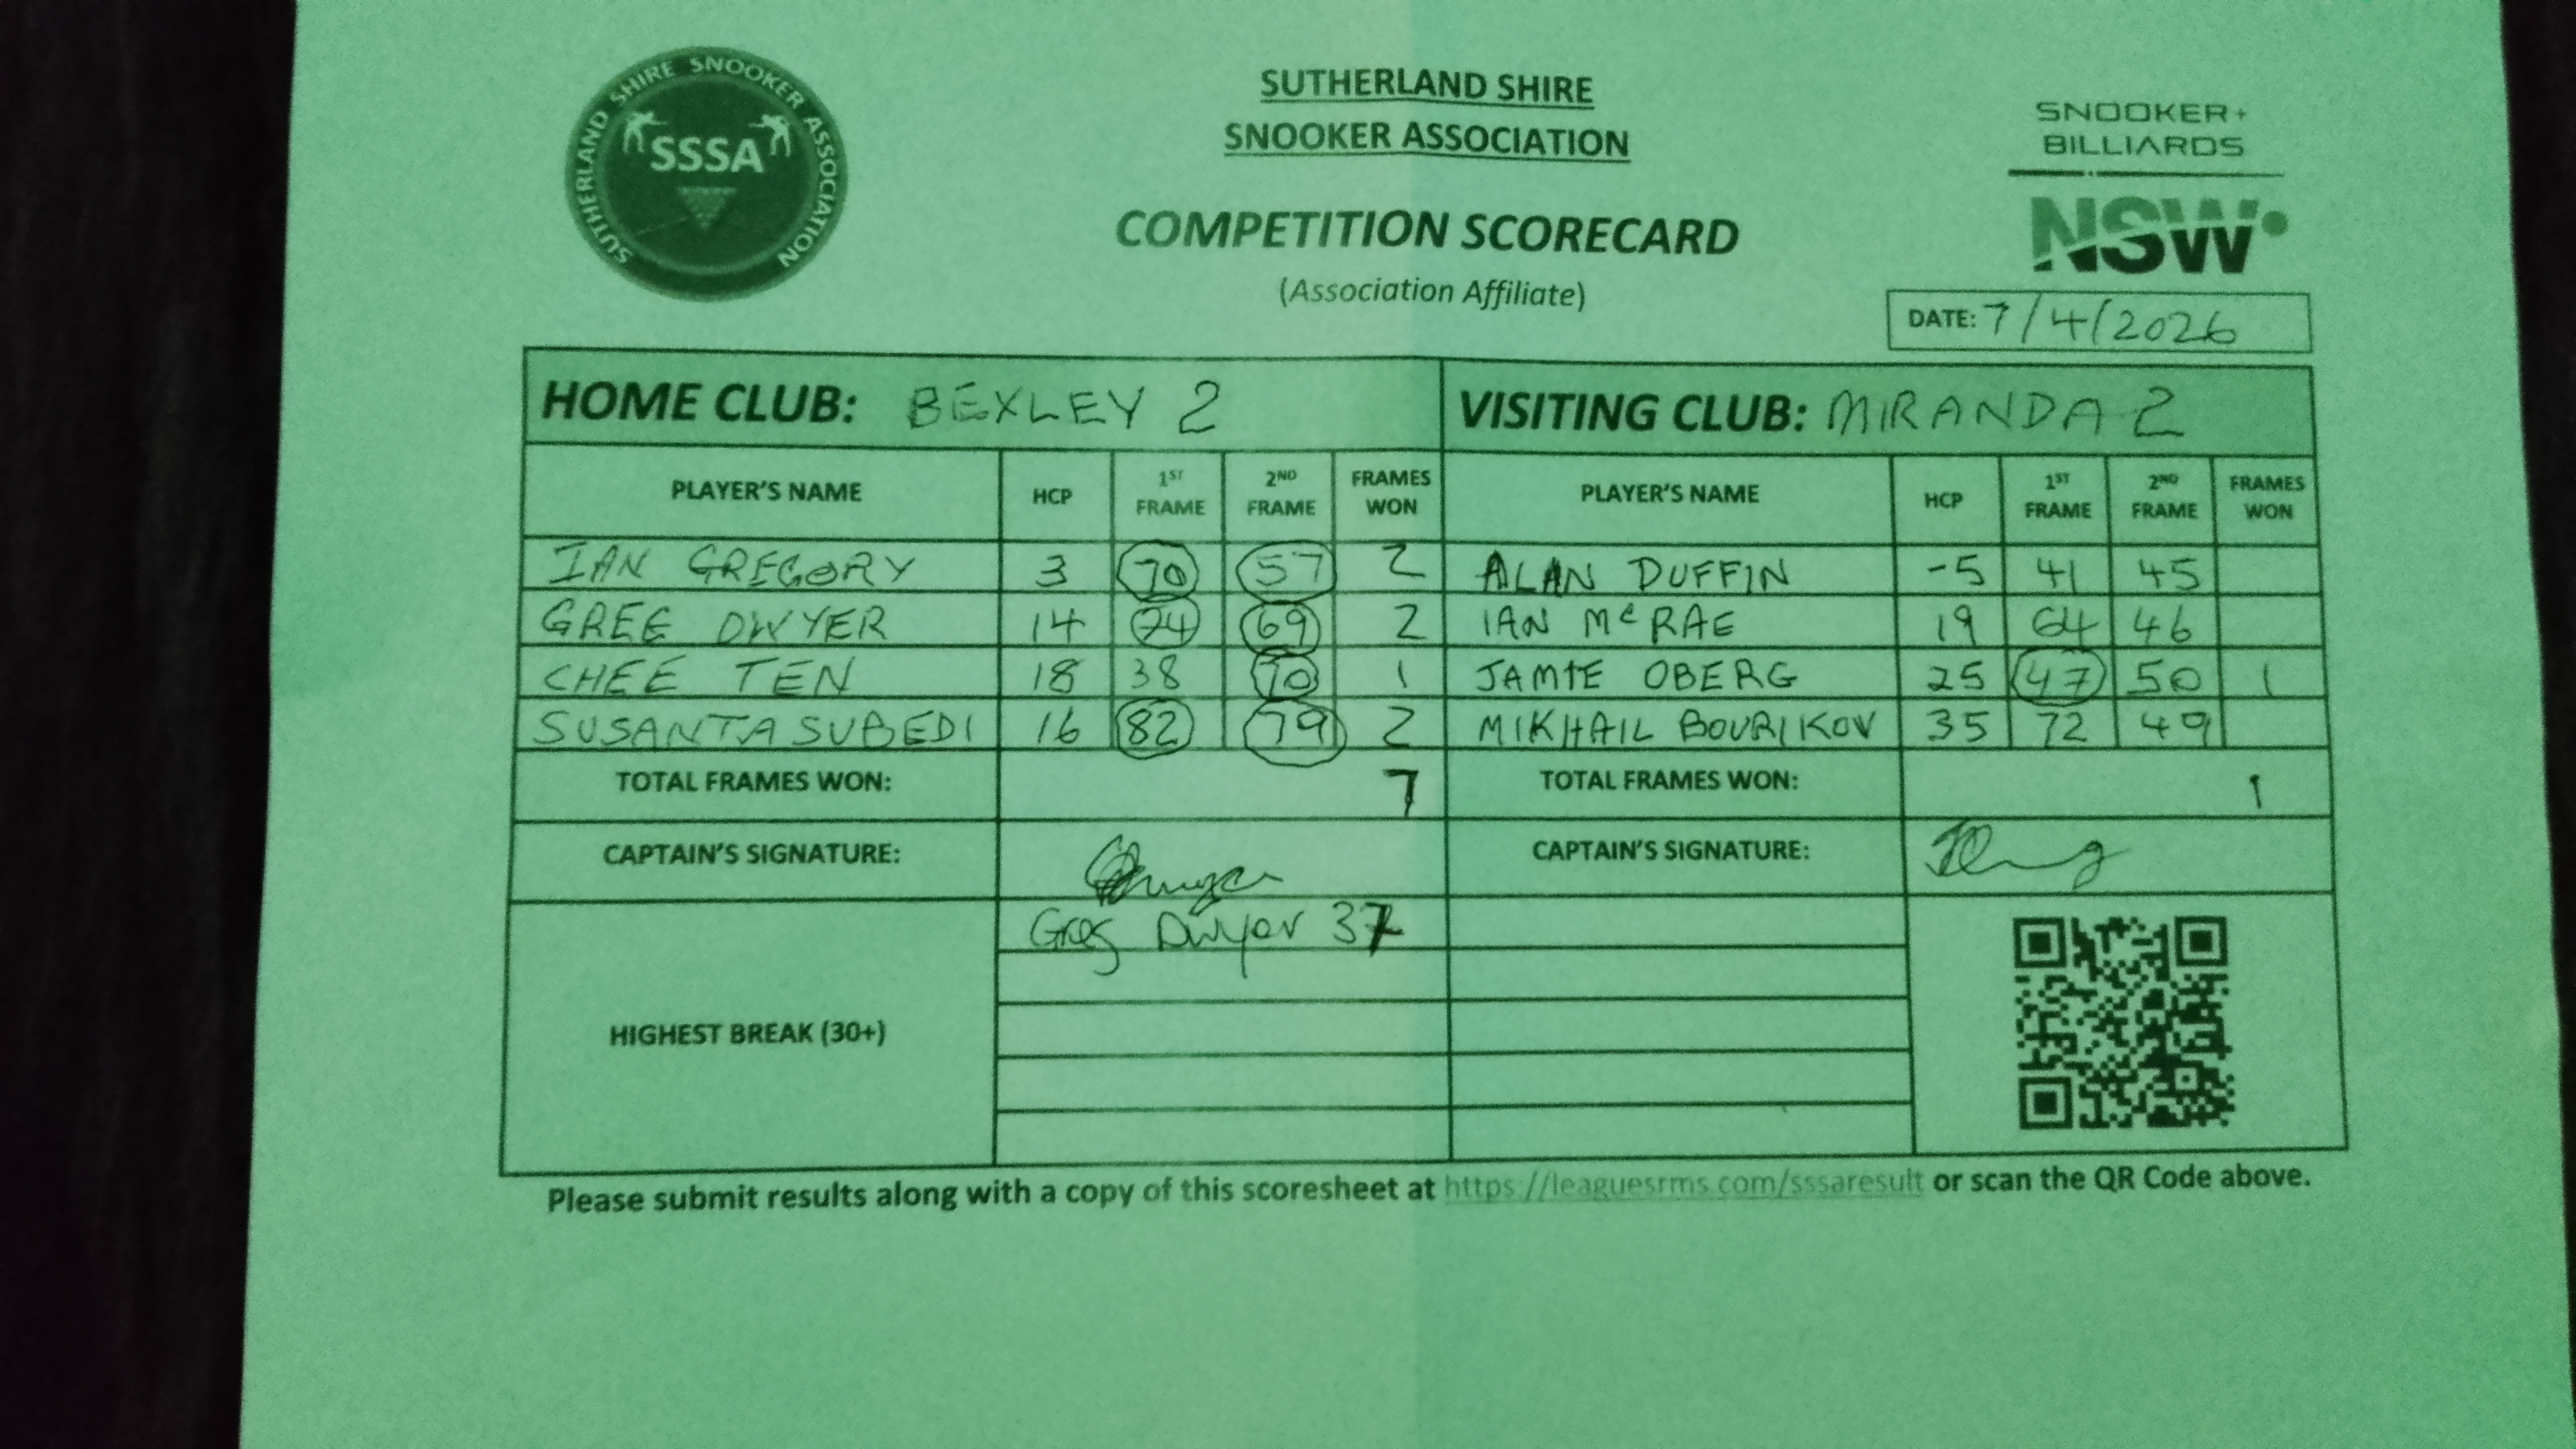 SUTHERLAND SHIRE SNOOKER ASSOCIATION
SSSA
SUTHERLAND SHIRE
SNOOKER ASSOCIATION
COMPETITION SCORECARD
(Association Affiliate)
SNOOKER+
BILLIARDS
NSW
DATE: 7/4/2026
HOME CLUB: BEXLEY 2 VISITING CLUB: MIRANDA 2
PLAYER'S NAME HCP 1ST FRAME 2ND FRAME FRAMES WON PLAYER'S NAME HCP 1ST FRAME 2ND FRAME FRAMES WON
IAN GREGORY 3 70 57 2 ALAN DUFFIN -5 41 45
GREG DWYER 14 74 69 2 IAN McRAE 19 64 46
CHEE TEN 18 38 70 1 JAMIE OBERG 25 47 50 1
SUSANTA SUBEDI 16 82 79 2 MIKHAIL BOURIKOV 35 72 49
TOTAL FRAMES WON: 7 TOTAL FRAMES WON: 1
CAPTAIN'S SIGNATURE: CAPTAIN'S SIGNATURE:
Greg Dwyer 37
HIGHEST BREAK (30+)
Please submit results along with a copy of this scoresheet at https://leaguesrms.com/sssaresult or scan the QR Code above.